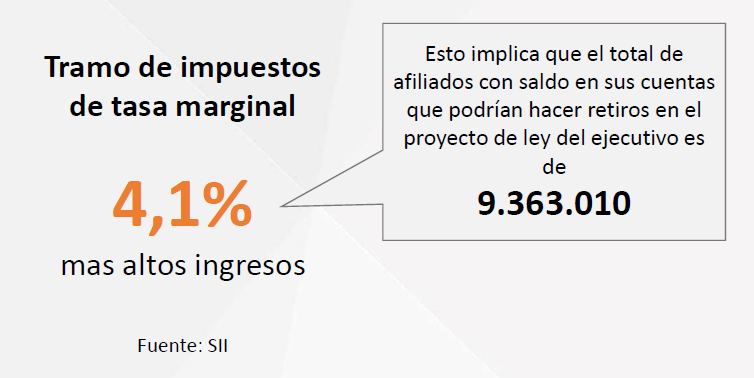 Tramo de impuestos
de tasa marginal
4,1%
mas altos ingresos
Fuente: SII
Esto implica que el total de
afiliados con saldo en sus cuentas
que podrían hacer retiros en el
proyecto de ley del ejecutivo es
de
9.363.010